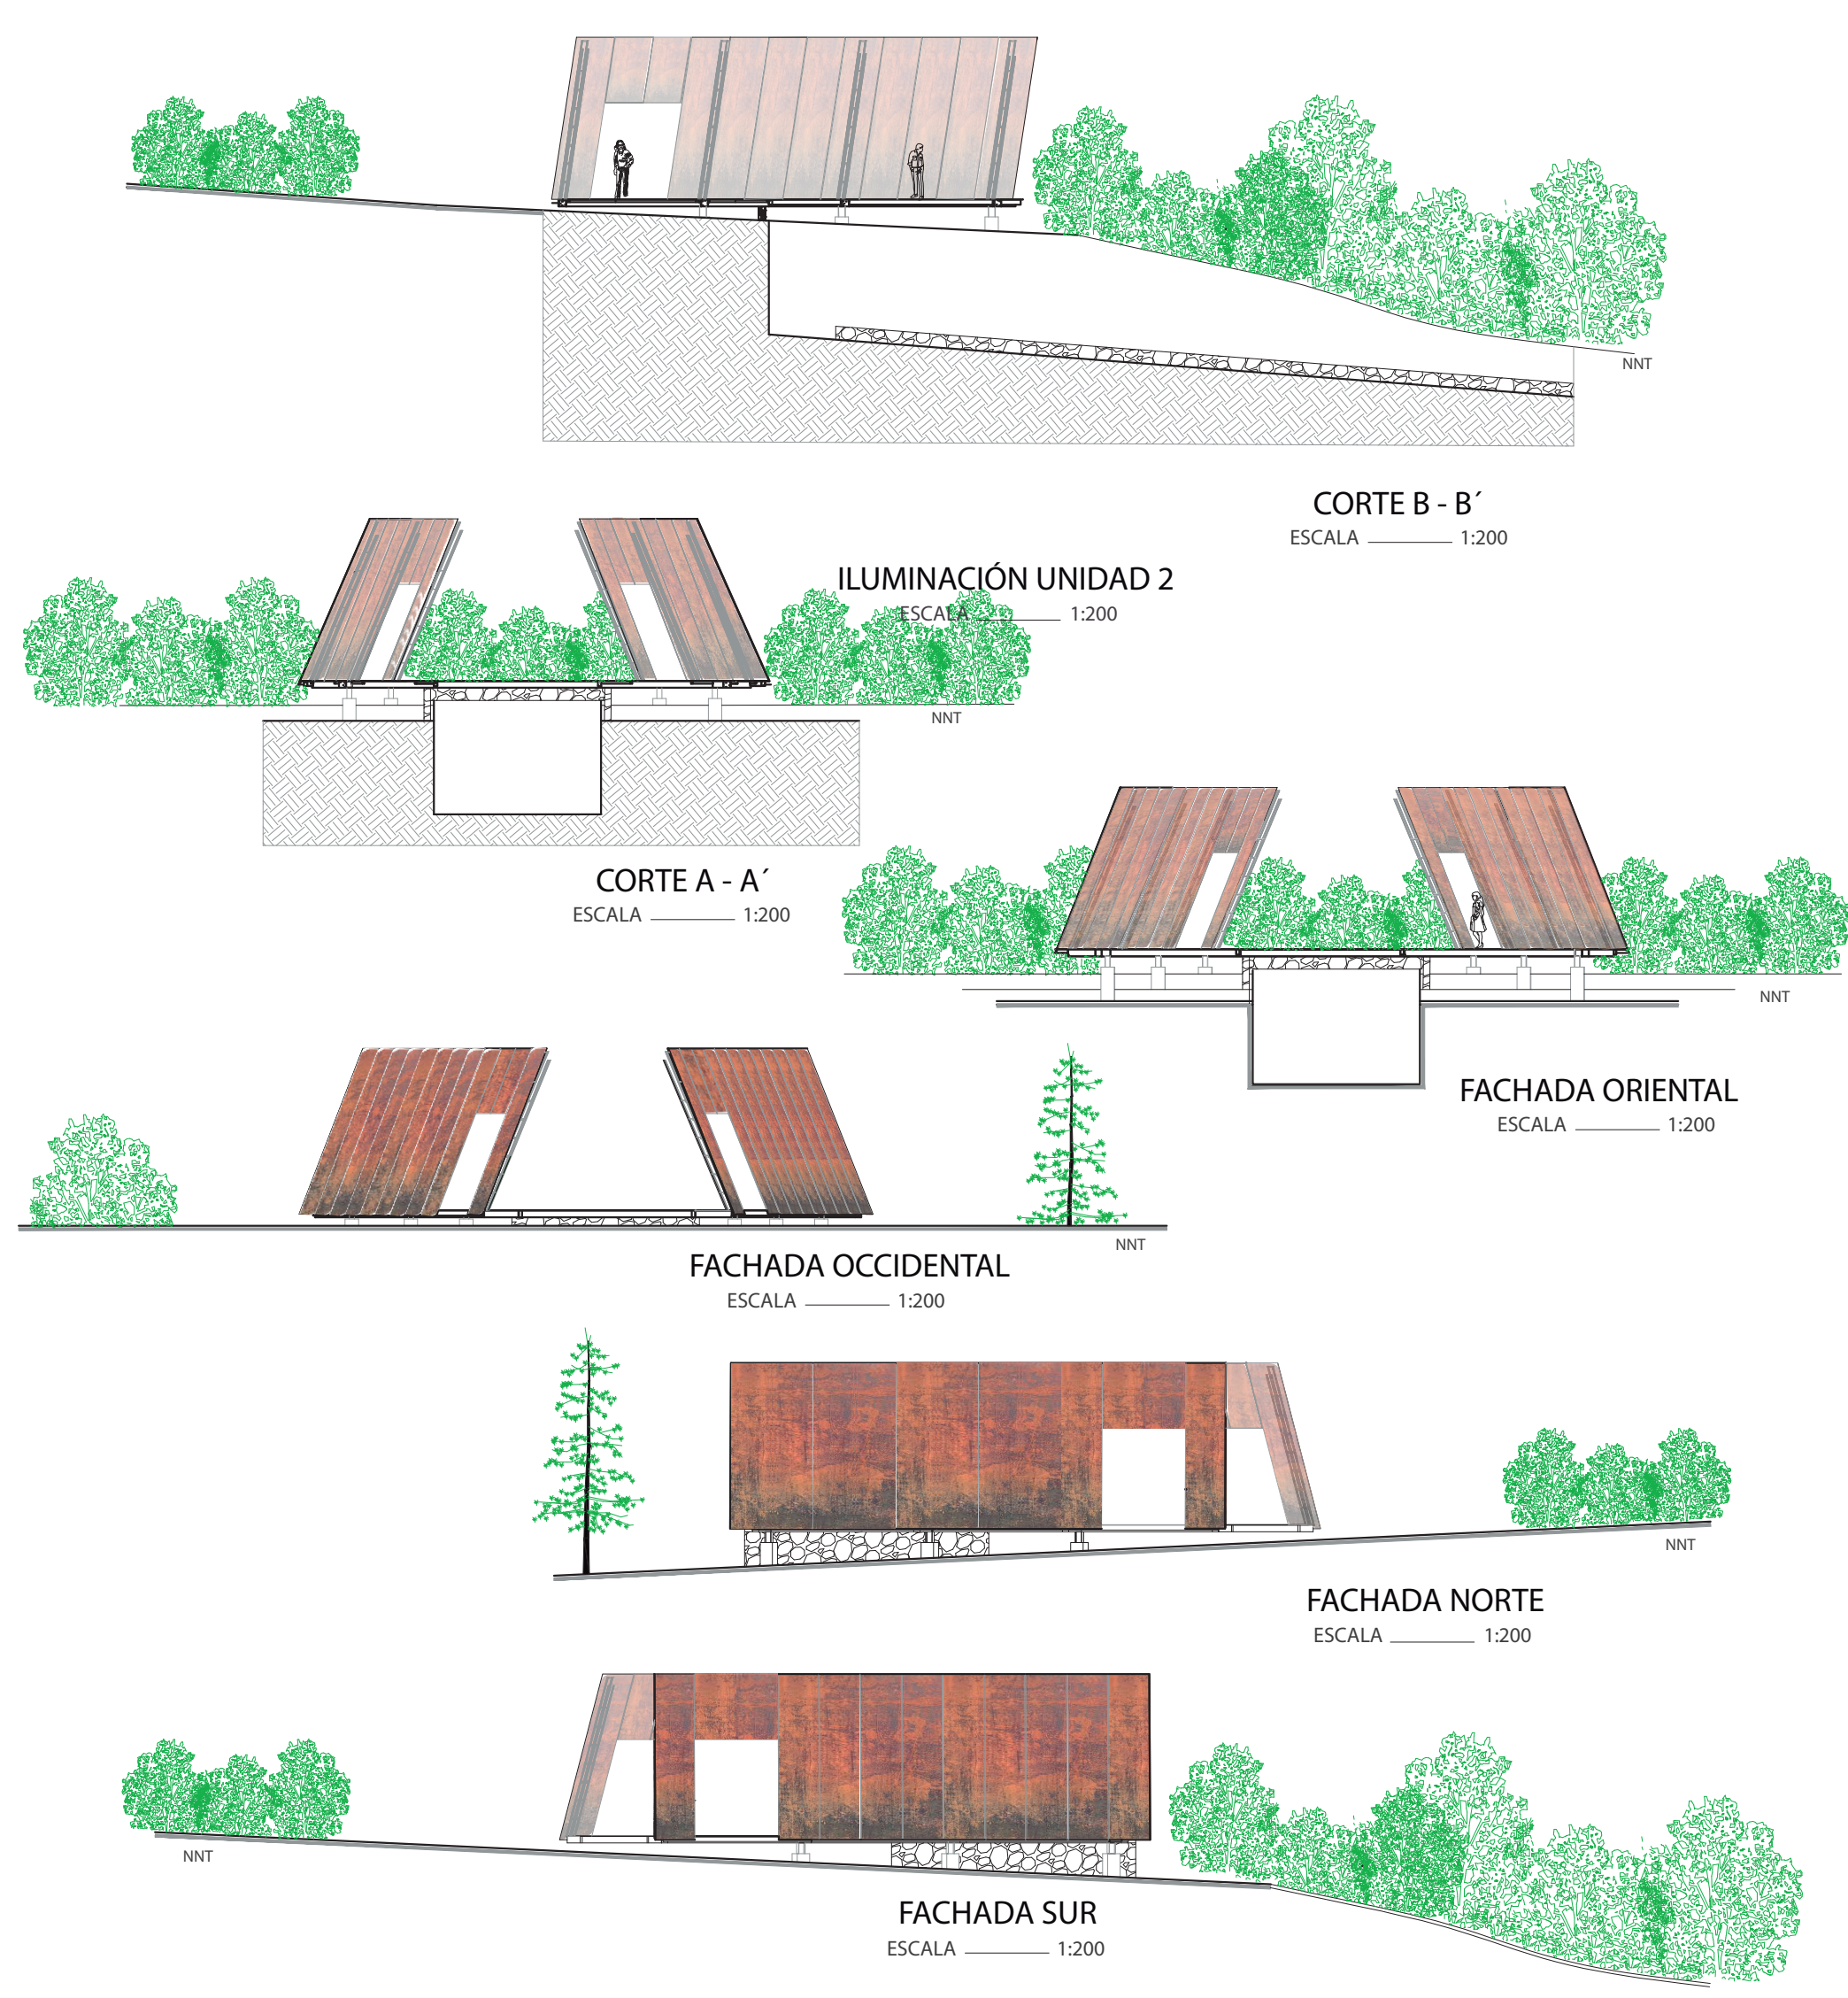 NNT
CORTE B - B´
ESCALA 1:200
ILUMINACIÓN UNIDAD 2
ESCALA 1:200
NNT
CORTE A - A´
ESCALA 1:200
NNT
FACHADA ORIENTAL
ESCALA 1:200
NNT
FACHADA OCCIDENTAL
ESCALA 1:200
NNT
FACHADA NORTE
ESCALA 1:200
NNT
FACHADA SUR
ESCALA 1:200